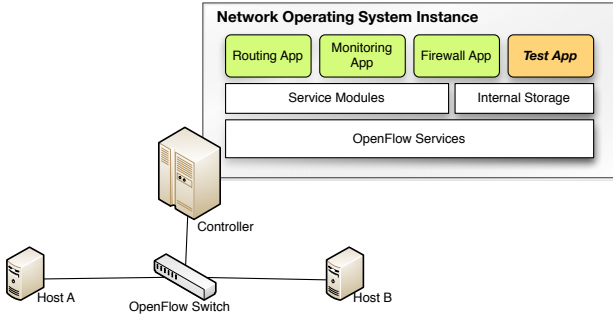 Network Operating System Instance
Routing App
Monitoring
App
Firewall App
Test App
Service Modules
Internal Storage
OpenFlow Services
Controller
Host A
OpenFlow Switch
Host B